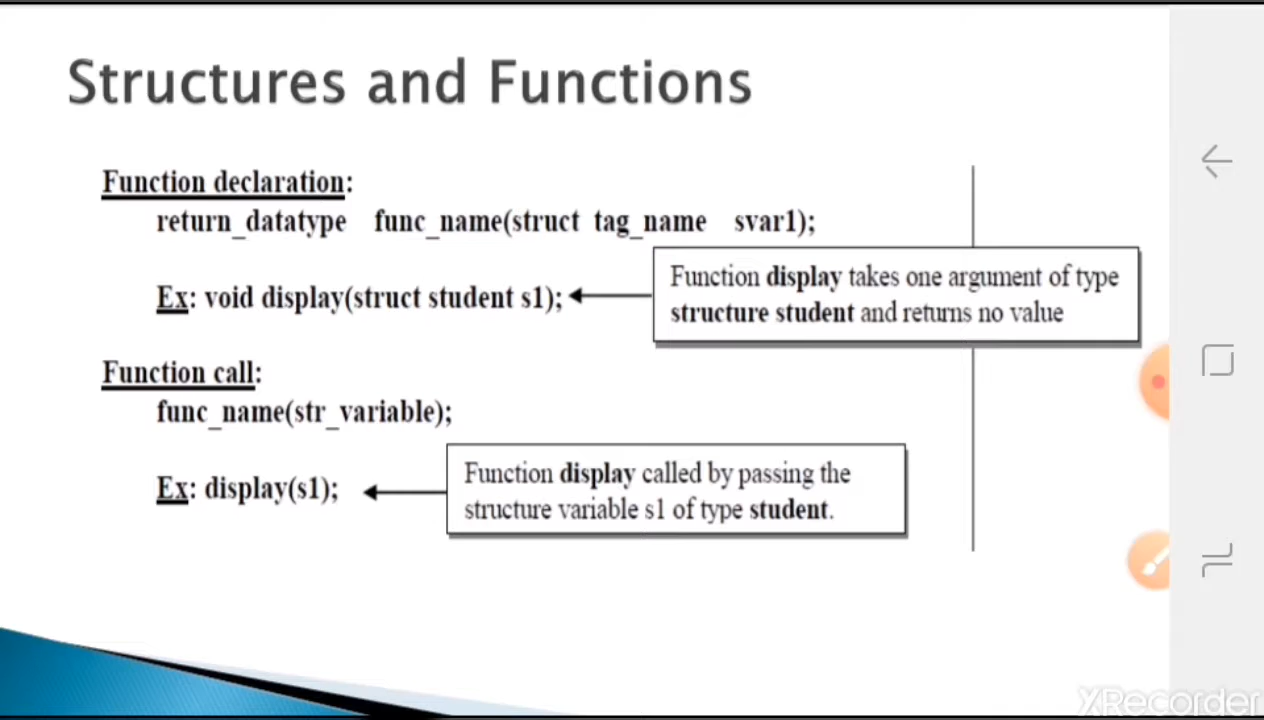 Structures and Functions
Function declaration:
return_datatype func_name(struct tag_name svar1);
Ex: void display(struct student s1);
Function display takes one argument of type
structure student and returns no value
Function call:
func_name(str_variable);
Ex: display(s1);
Function display called by passing the
structure variable s1 of type student.
XRecorder